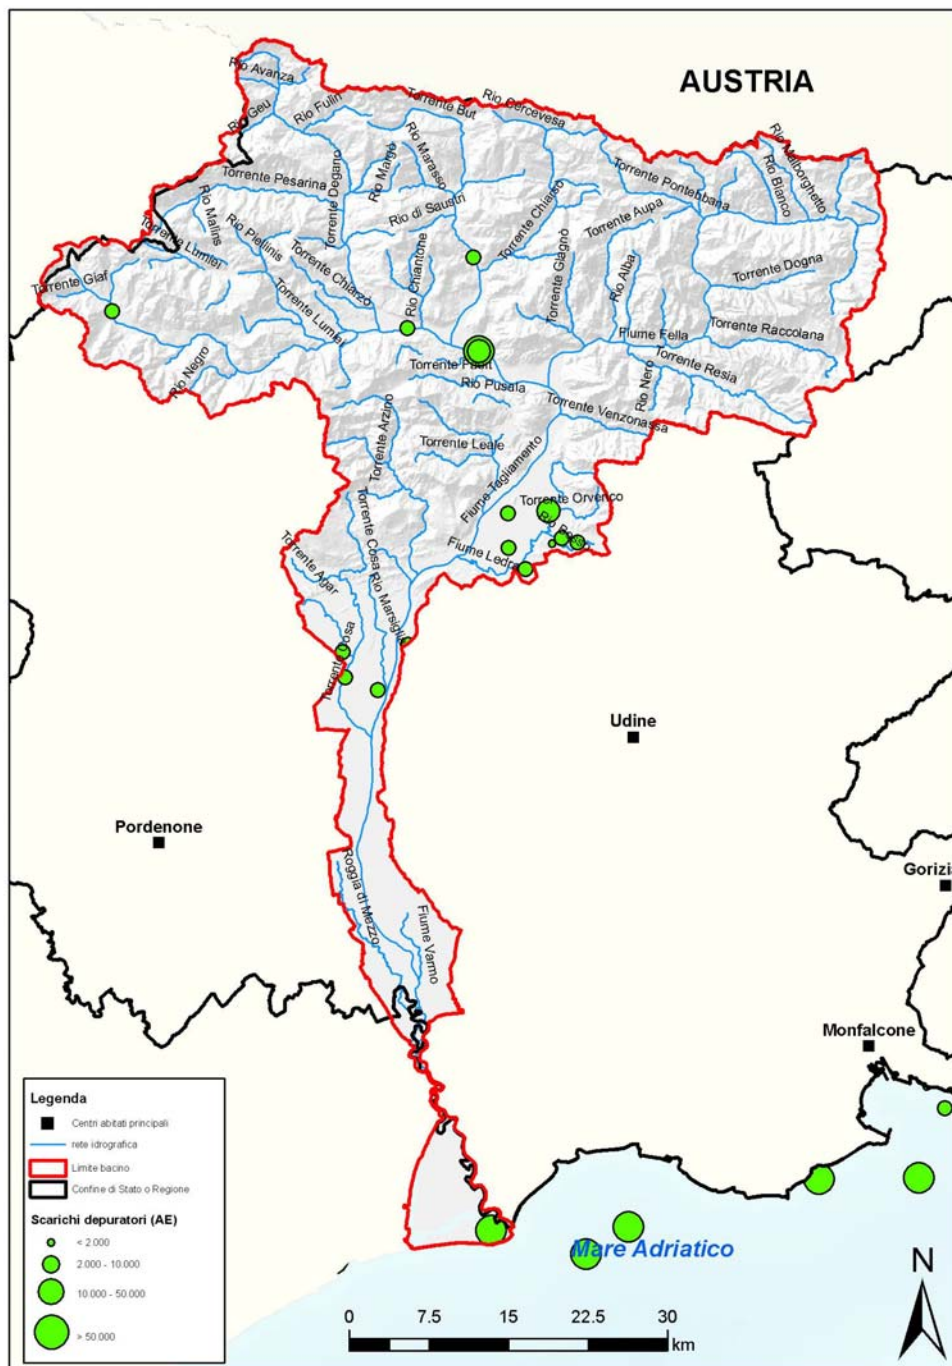 AUSTRIA
Rio Avanza
Rio Geu
Rio Fulin
Torrente But
Rio Cercevesa
Rio Malborghetto
Rio Bianco
Torrente Pontebbana
Torrente Degano
Rio Margò
Rio Marasso
Torrente Pesarina
Rio Malins
Rio di Saustri
Torrente Chiarsò
Torrente Aupa
Rio Piellinis
Torrente Lumiei
Torrente Chiarzò
Rio Chiantone
Torrente Glagnò
Rio Alba
Torrente Dogna
Torrente Giaf
Torrente Lumiei
Fiume Fella
Torrente Raccolana
Torrente Resia
Rio Negro
Torrente
Rio Pusala
Rio Nero
Torrente Venzonassa
Torrente Arzino
Torrente Leale
Fiume Tagliamento
Torrente Orvenco
Torrente Cosa
Fiume Ledra
Torrente Agar
Rio Marsiglia
Torrente Cosa
Udine
Pordenone
Gorizia
Roggia di Mezzo
Fiume Varmo
Monfalcone
Mare Adriatico
Legenda
Centri abitati principali
rete idrografica
Limite bacino
Confine di Stato o Regione
Scarichi depuratori (AE)
< 2.000
2.000 - 10.000
10.000 - 50.000
> 50.000
N
0 7.5 15 22.5 30
km